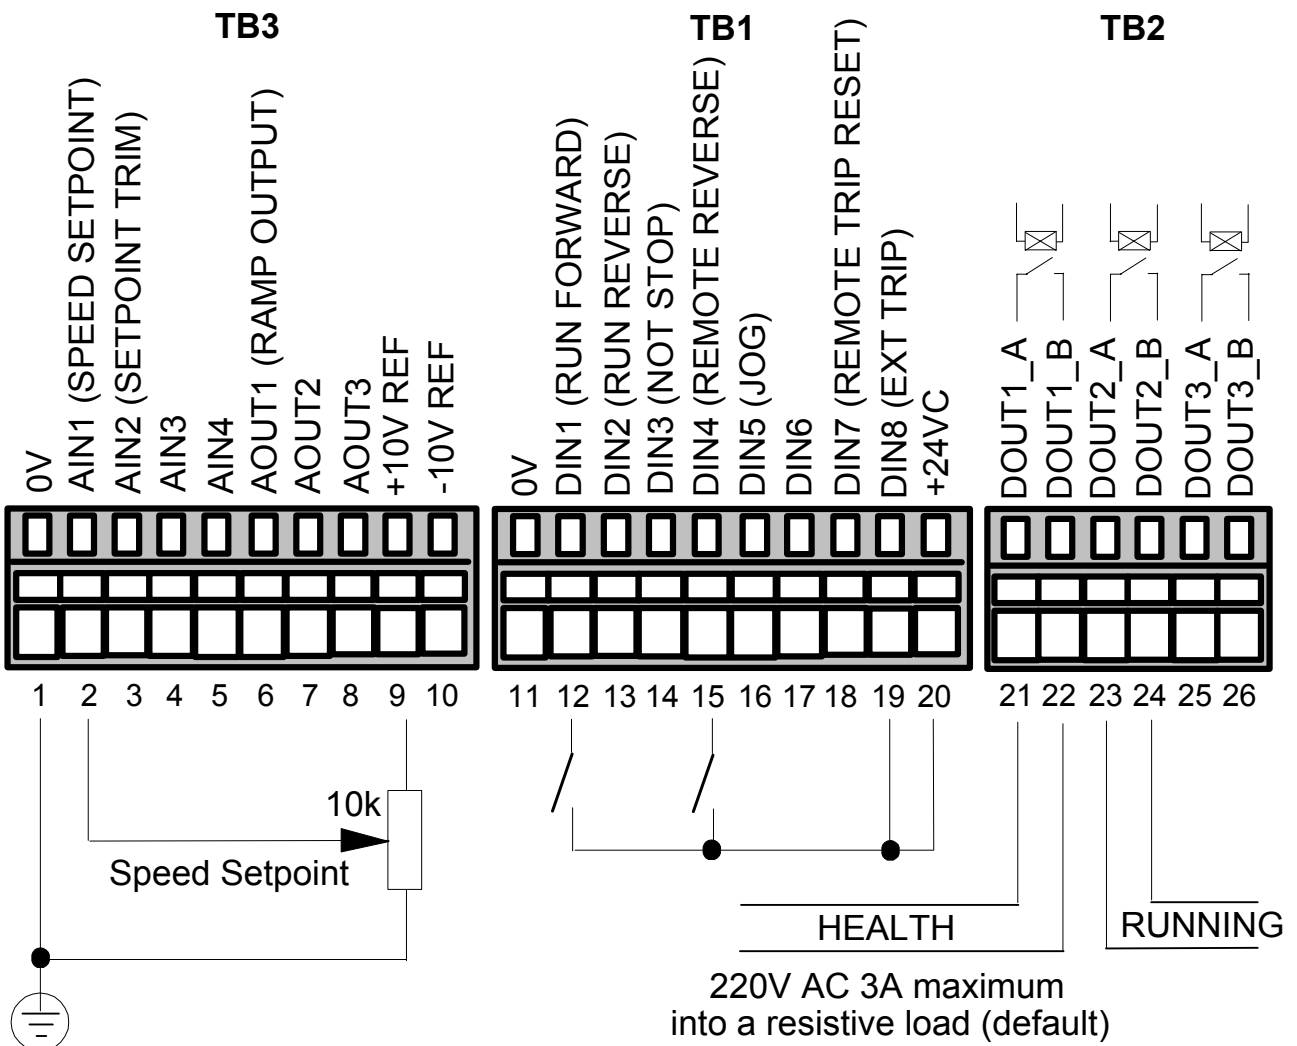 TB3
TB1
TB2
0V
AIN1 (SPEED SETPOINT)
AIN2 (SETPOINT TRIM)
AIN3
AIN4
AOUT1 (RAMP OUTPUT)
AOUT2
AOUT3
+10V REF
-10V REF
0V
DIN1 (RUN FORWARD)
DIN2 (RUN REVERSE)
DIN3 (NOT STOP)
DIN4 (REMOTE REVERSE)
DIN5 (JOG)
DIN6
DIN7 (REMOTE TRIP RESET)
DIN8 (EXT TRIP)
+24VC
DOUT1_A
DOUT1_B
DOUT2_A
DOUT2_B
DOUT3_A
DOUT3_B
1 2 3 4 5 6 7 8 9 10
11 12 13 14 15 16 17 18 19 20
21 22 23 24 25 26
10k
Speed Setpoint
HEALTH
RUNNING
220V AC 3A maximum
into a resistive load (default)